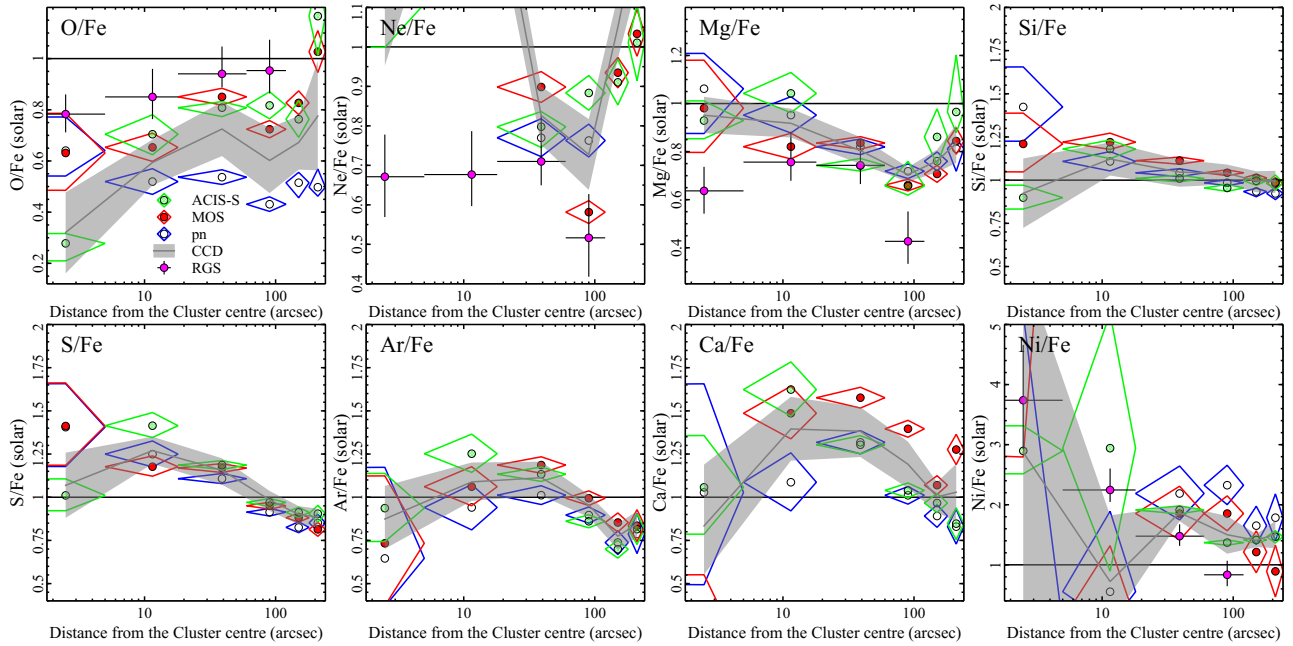 O/Fe
O/Fe (solar)
0.2
0.4
0.6
0.8
1
ACIS-S
MOS
pn
CCD
RGS
10
100
Distance from the Cluster centre (arcsec)
Ne/Fe
Ne/Fe (solar)
0.4
0.5
0.6
0.7
0.8
0.9
1
1.1
10
100
Distance from the Cluster centre (arcsec)
Mg/Fe
Mg/Fe (solar)
0.4
0.6
0.8
1
1.2
10
100
Distance from the Cluster centre (arcsec)
Si/Fe
Si/Fe (solar)
0.5
0.75
1
1.25
1.5
1.75
2
10
100
Distance from the Cluster centre (arcsec)
S/Fe
S/Fe (solar)
0.5
0.75
1
1.25
1.5
1.75
2
10
100
Distance from the Cluster centre (arcsec)
Ar/Fe
Ar/Fe (solar)
0.5
0.75
1
1.25
1.5
1.75
2
10
100
Distance from the Cluster centre (arcsec)
Ca/Fe
Ca/Fe (solar)
0.5
0.75
1
1.25
1.5
1.75
2
10
100
Distance from the Cluster centre (arcsec)
Ni/Fe
Ni/Fe (solar)
1
2
3
4
5
10
100
Distance from the Cluster centre (arcsec)